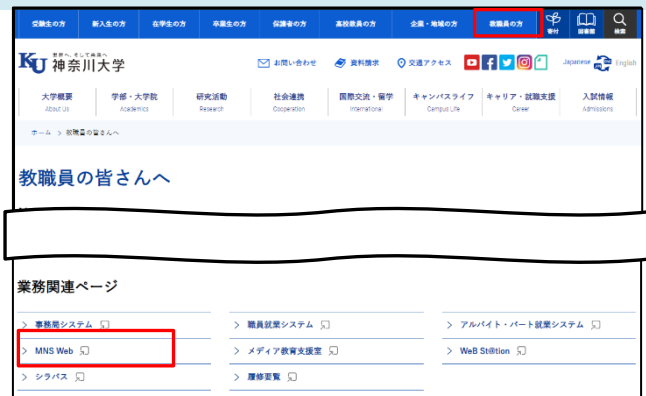 受験生の方 新入生の方 在学生の方 卒業生の方 保護者の方 高校教員の方 企業・地域の方 教職員の方 寄付 図書館 検索
KU 世界へ、そして未来へ 神奈川大学 お問い合わせ 資料請求 交通アクセス Japanese English
大学概要 学部・大学院 研究活動 社会連携 国際交流・留学 キャンパスライフ キャリア・就職支援 入試情報
About Us Academics Research Cooperation International Campus Life Career Admissions
ホーム > 教職員の皆さんへ
教職員の皆さんへ
業務関連ページ
> 事務局システム > 職員就業システム > アルバイト・パート就業システム
> MNS Web > メディア教育支援室 > WeB St@tion
> シラバス > 履修要覧